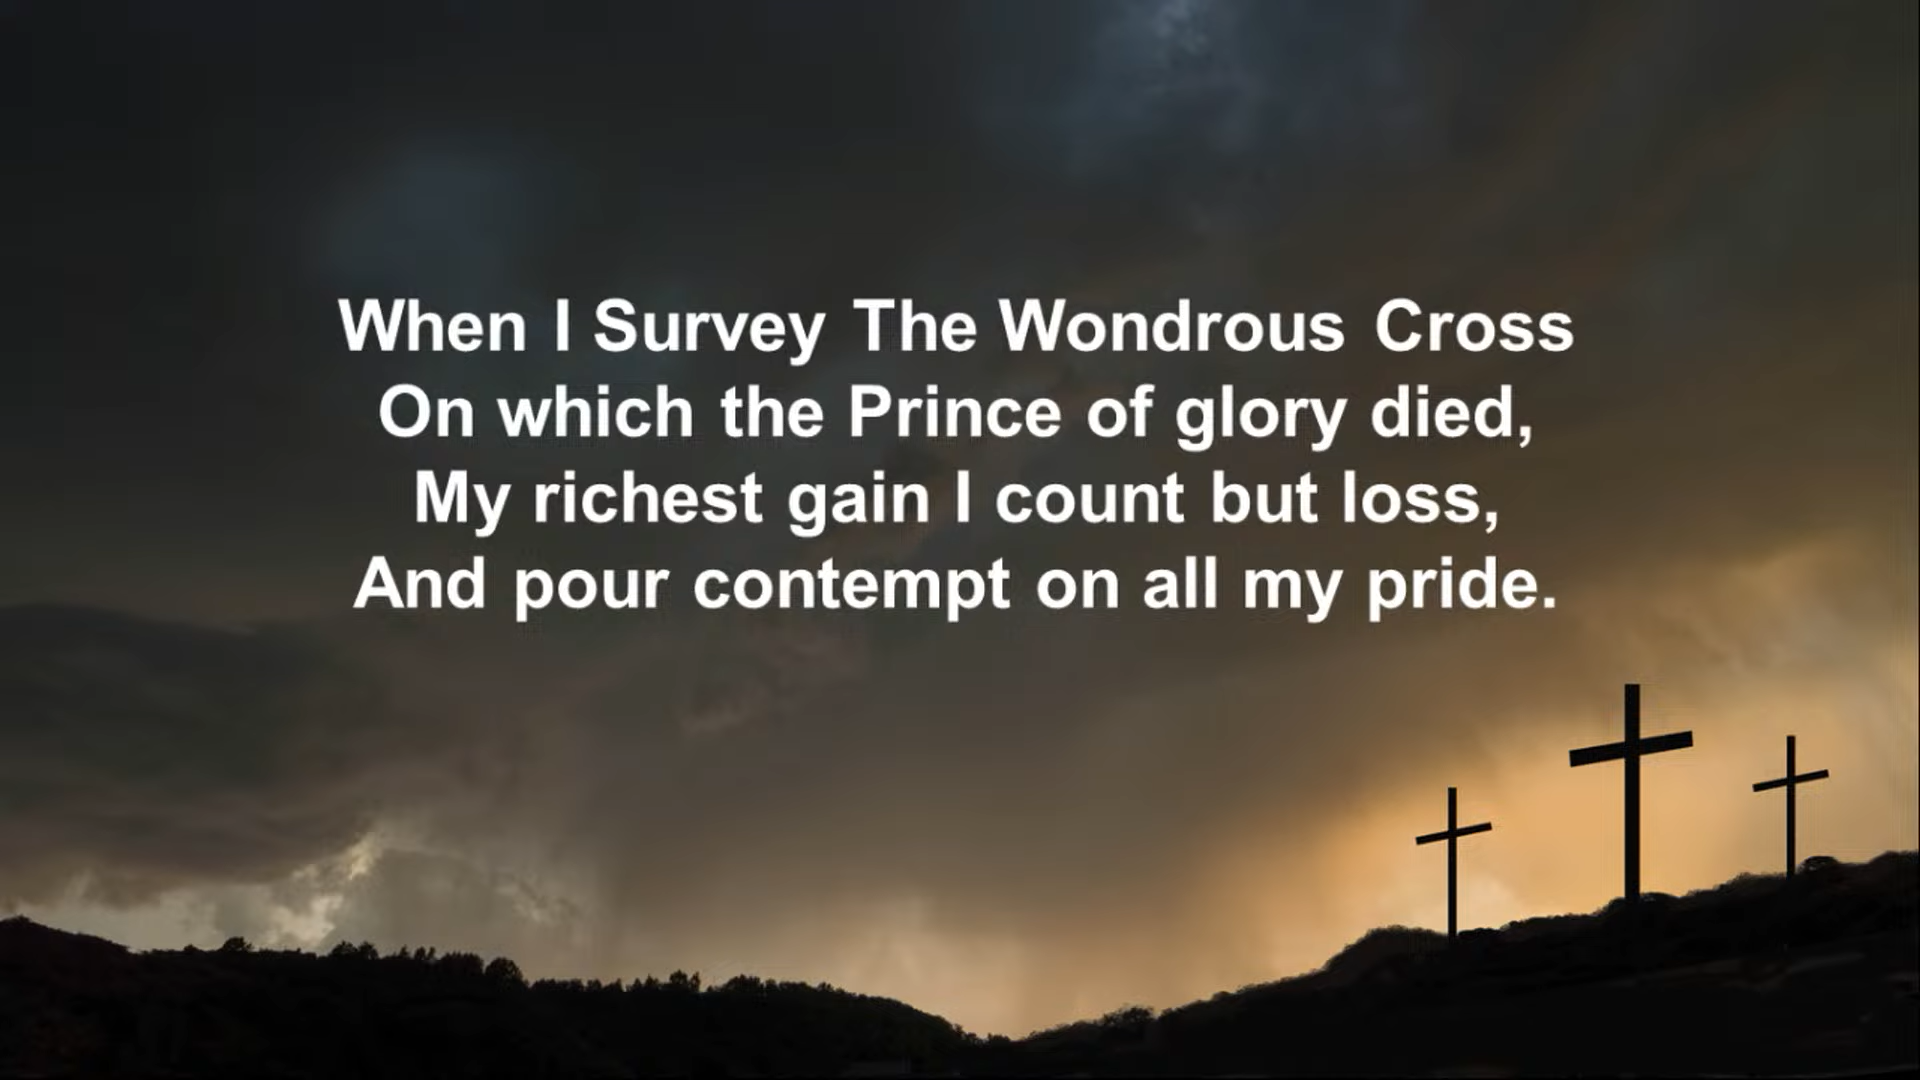 When I Survey The Wondrous Cross
On which the Prince of glory died,
My richest gain I count but loss,
And pour contempt on all my pride.